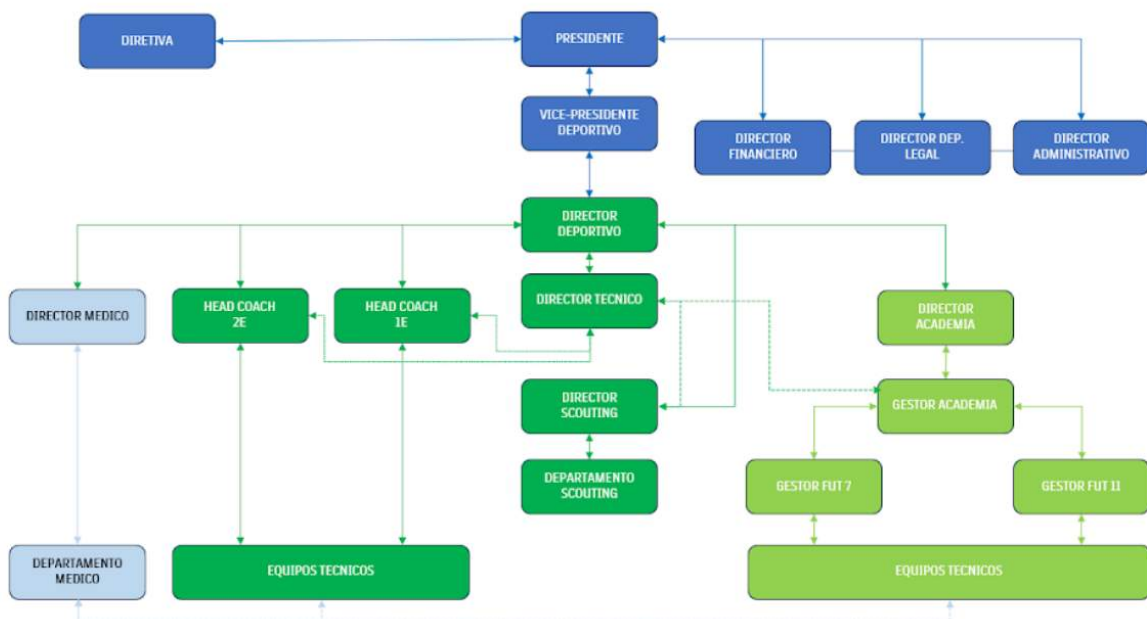 DIRETIVA
PRESIDENTE
VICE-PRESIDENTE
DEPORTIVO
DIRECTOR
FINANCIERO
DIRECTOR DEP.
LEGAL
DIRECTOR
ADMINISTRATIVO
DIRECTOR
DEPORTIVO
DIRECTOR MEDICO
HEAD COACH
2E
HEAD COACH
1E
DIRECTOR TECNICO
DIRECTOR
ACADEMIA
DIRECTOR
SCOUTING
GESTOR ACADEMIA
DEPARTAMENTO
SCOUTING
GESTOR FUT 7
GESTOR FUT 11
DEPARTAMENTO
MEDICO
EQUIPOS TECNICOS
EQUIPOS TECNICOS